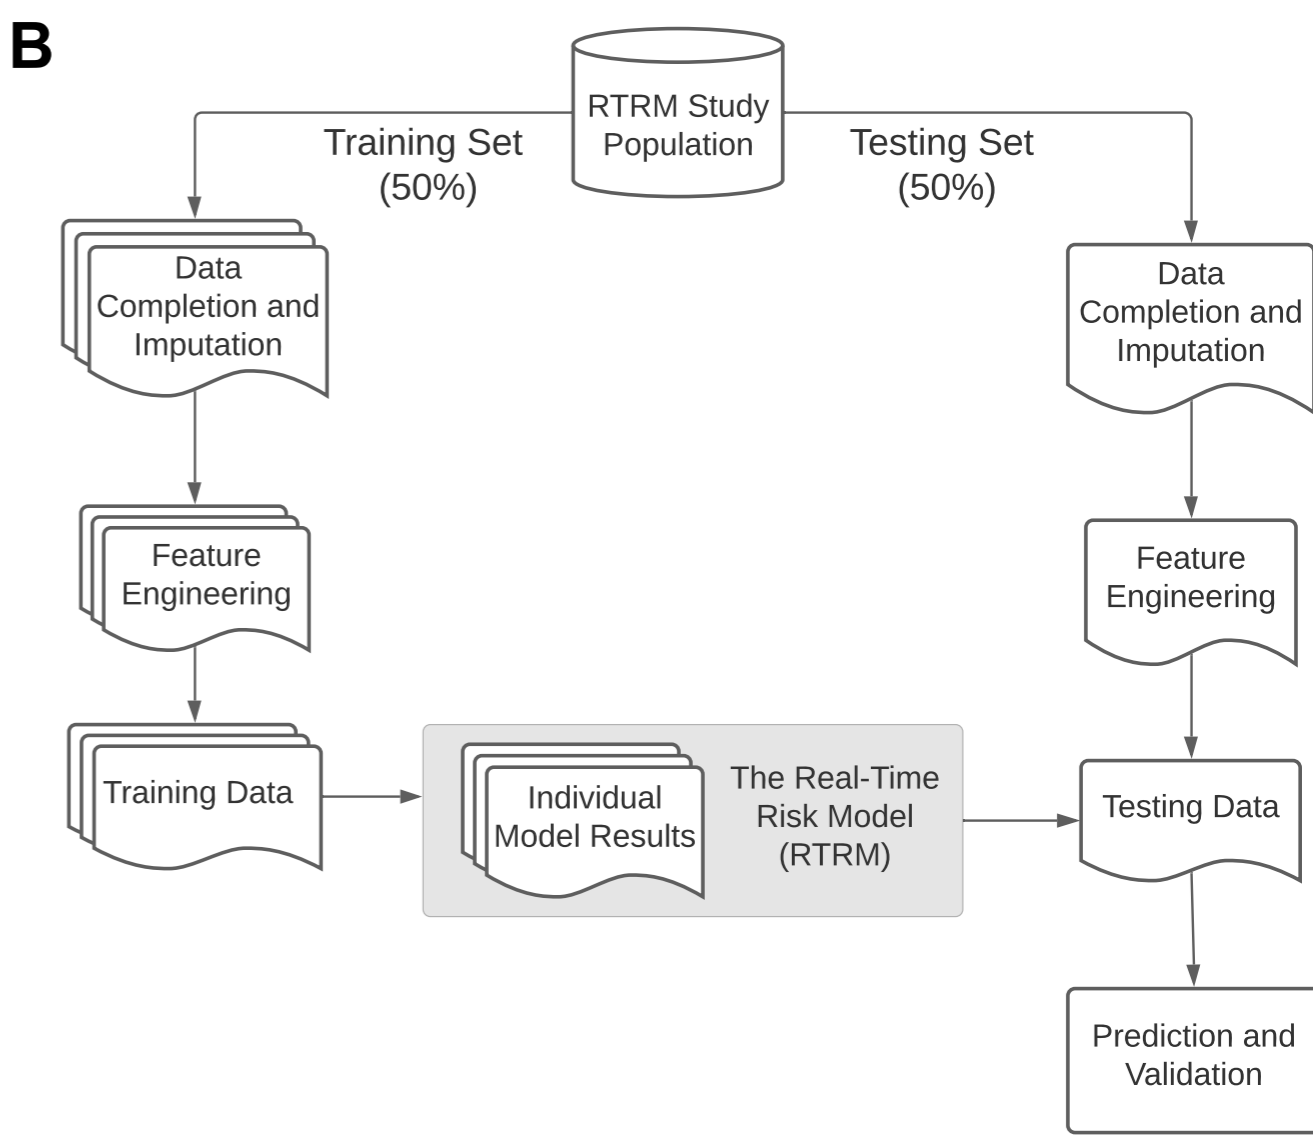 B
RTRM Study
Population
Training Set
(50%)
Testing Set
(50%)
Data
Completion and
Imputation
Data
Completion and
Imputation
Feature
Engineering
Feature
Engineering
Training Data
Individual
Model Results
The Real-Time
Risk Model
(RTRM)
Testing Data
Prediction and
Validation